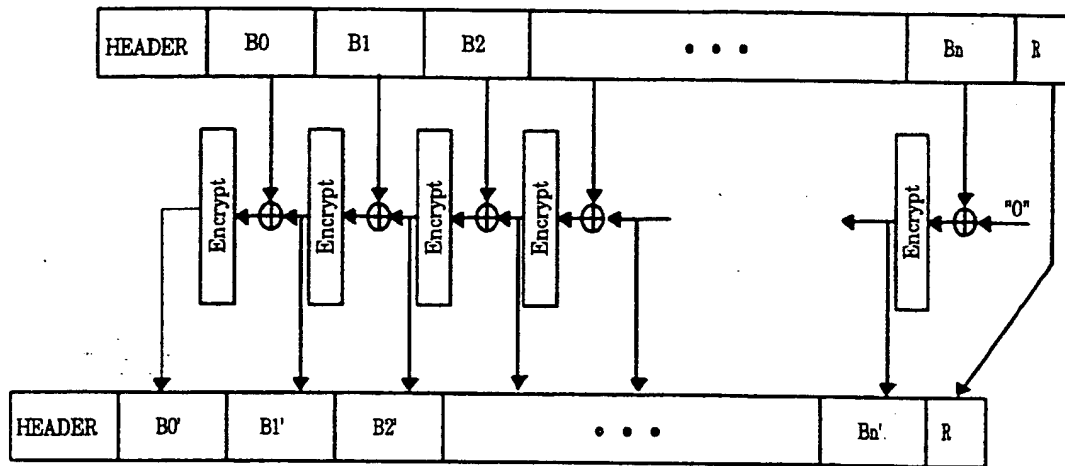 HEADER B0 B1 B2 • • • Bn R
Encrypt Encrypt Encrypt Encrypt Encrypt "0"
HEADER B0' B1' B2' • • • Bn'. R